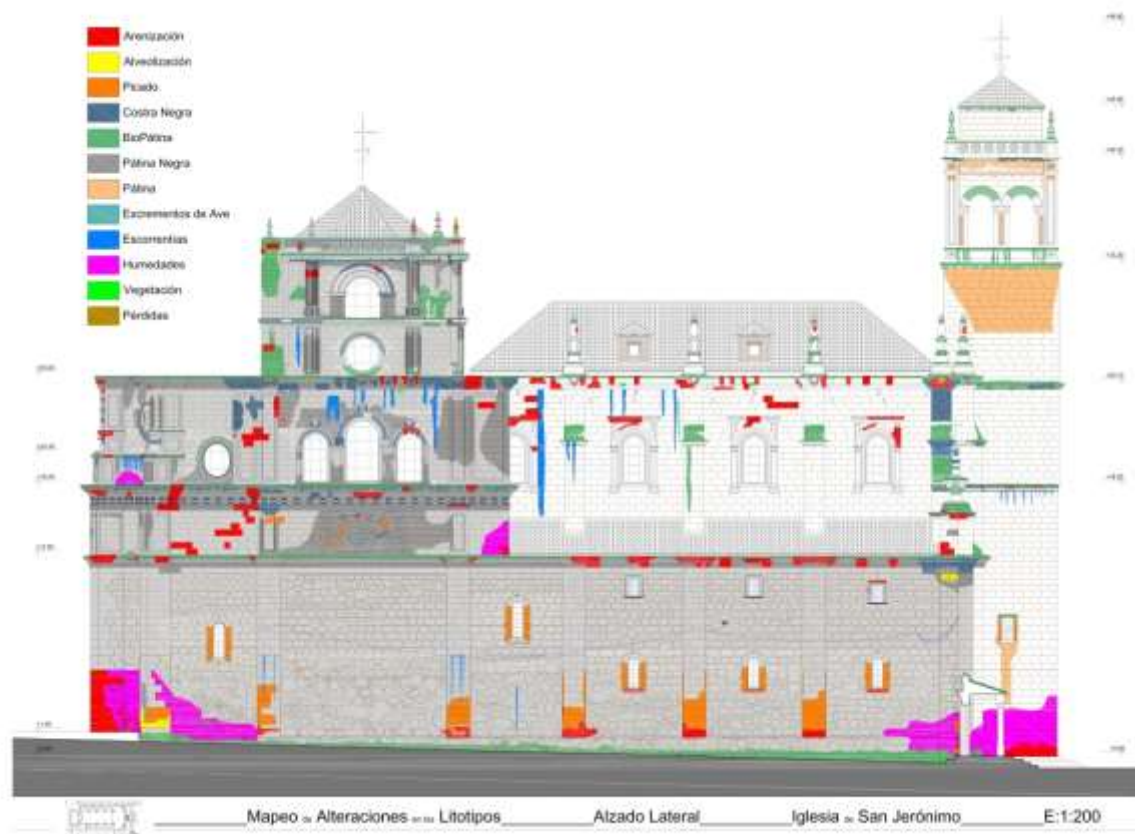 Arenización
Alveolización
Picado
Costra Negra
BioPátina
Pátina Negra
Pátina
Excrementos de Ave
Escorrentías
Humedades
Vegetación
Pérdidas
Mapeo de Alteraciones en los Litotipos Alzado Lateral Iglesia de San Jerónimo E:1:200